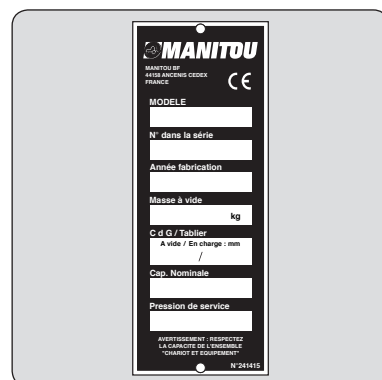 MANITOU
MANITOU BF
44158 ANCENIS CEDEX
FRANCE
CE
MODELE
N° dans la série
Année fabrication
Masse à vide
kg
C d G / Tablier
A vide / En charge : mm
/
Cap. Nominale
Pression de service
AVERTISSEMENT : RESPECTEZ
LA CAPACITE DE L'ENSEMBLE
"CHARIOT ET EQUIPEMENT"
N°241415